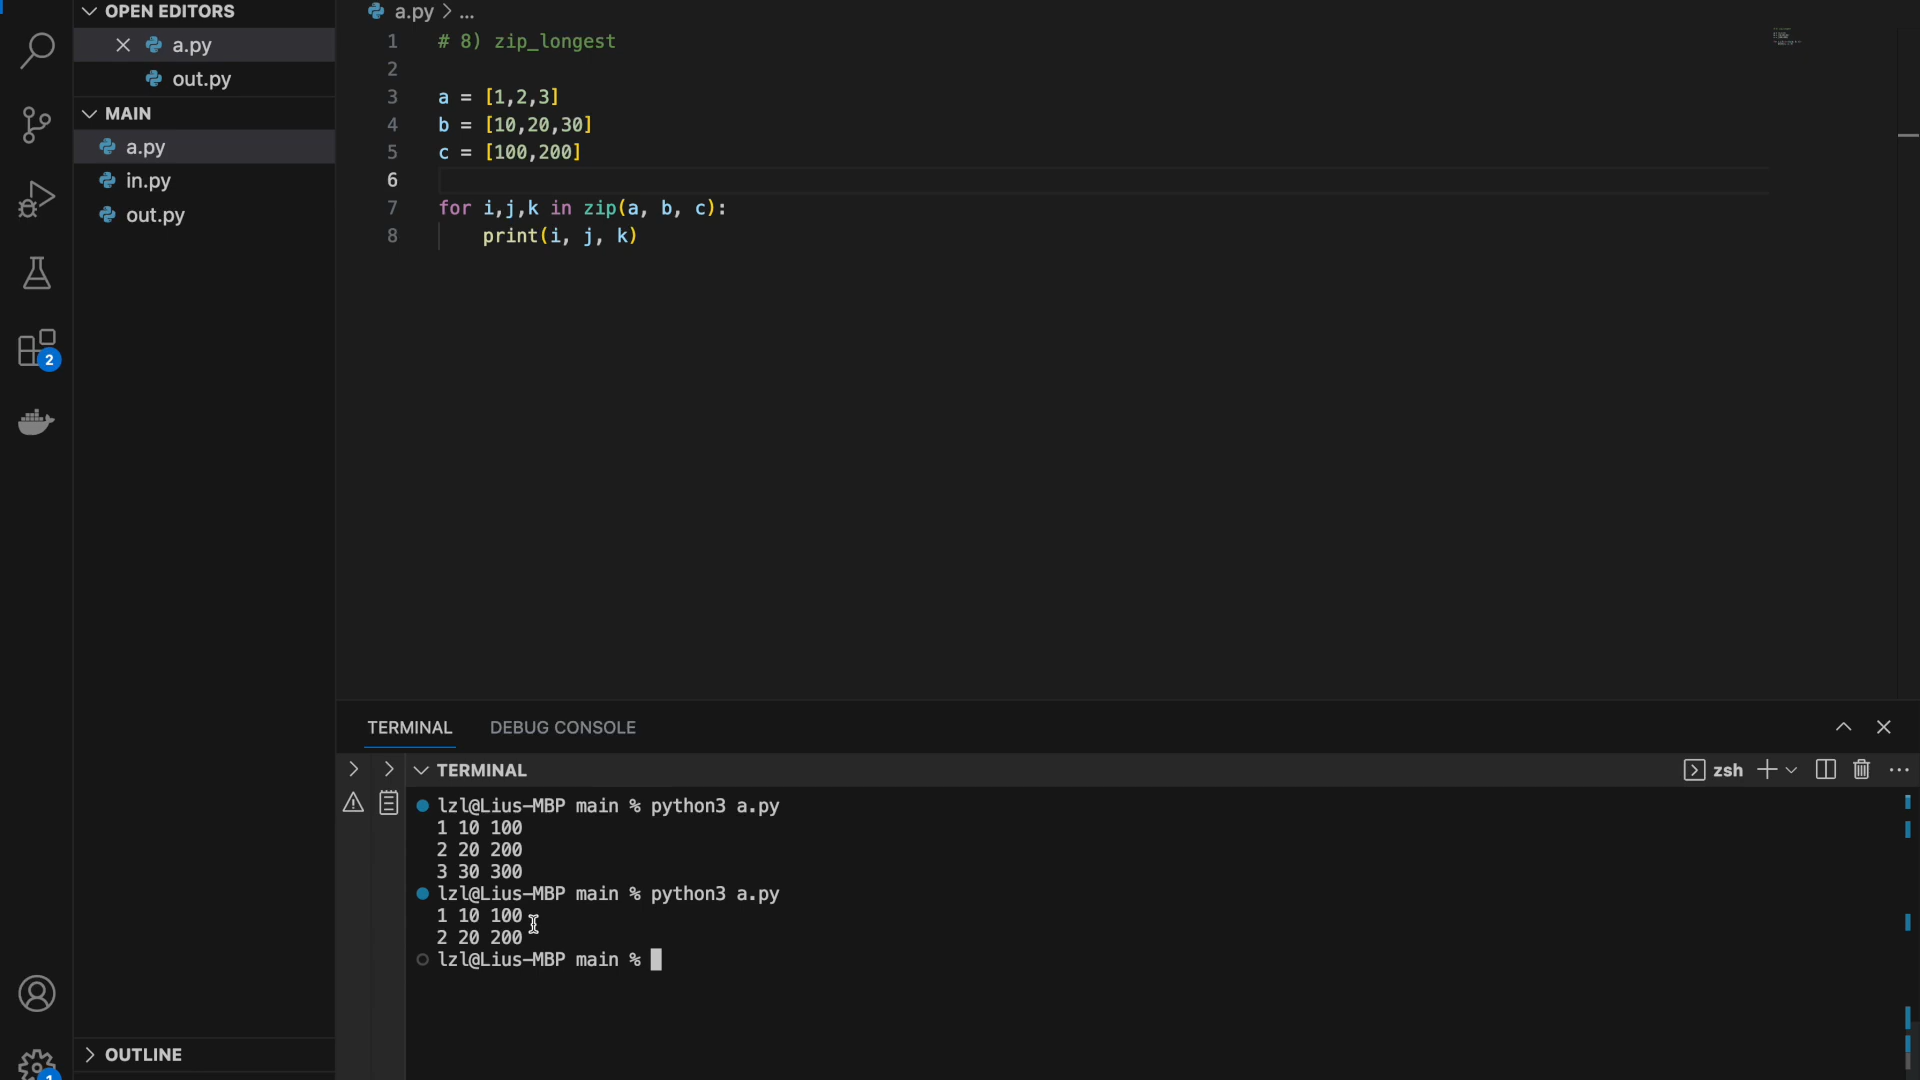 OPEN EDITORS
a.py
out.py
MAIN
a.py
in.py
out.py
2
1
OUTLINE
a.py > ...
1 # 8) zip_longest
2
3 a = [1,2,3]
4 b = [10,20,30]
5 c = [100,200]
6
7 for i,j,k in zip(a, b, c):
8 print(i, j, k)
TERMINAL DEBUG CONSOLE
TERMINAL zsh
lzl@Lius-MBP main % python3 a.py
1 10 100
2 20 200
3 30 300
lzl@Lius-MBP main % python3 a.py
1 10 100
2 20 200
lzl@Lius-MBP main %